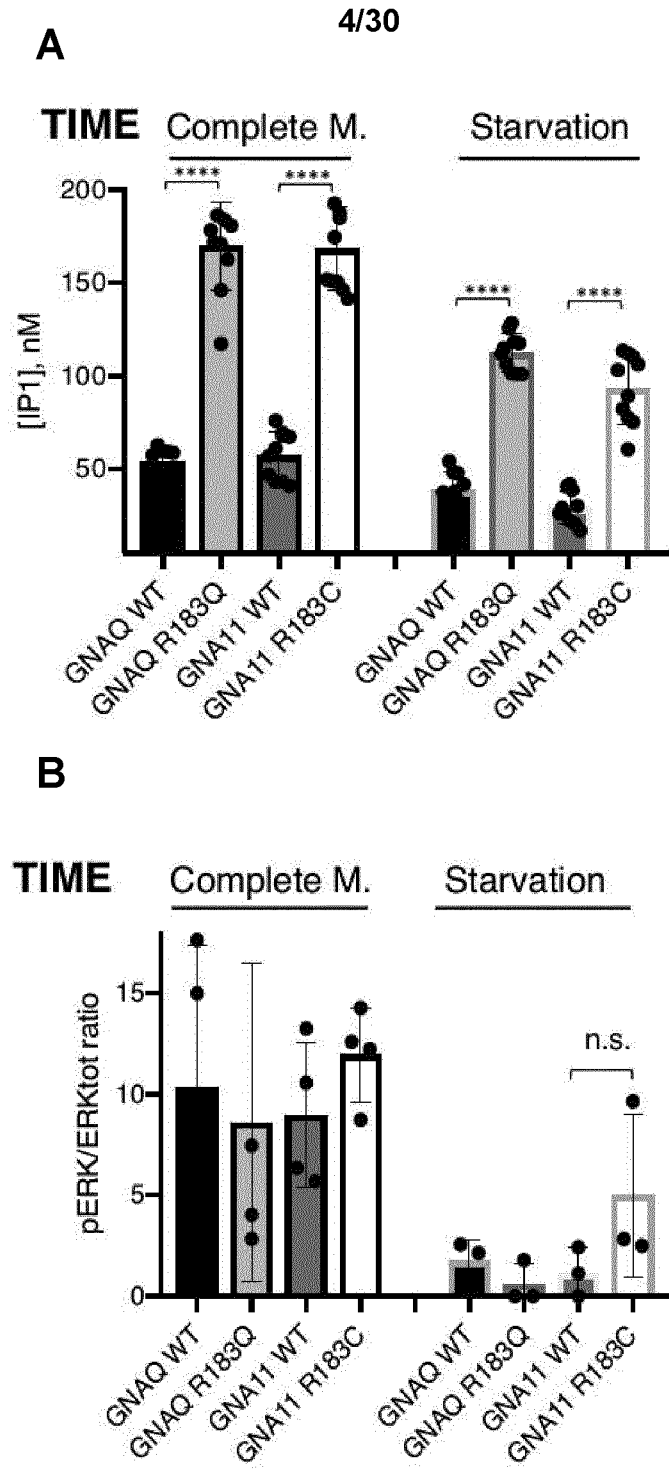 4/30
A
TIME Complete M. Starvation
**** **** **** ****
200
150
100
50
[IP1], nM
GNAQ WT
GNAQ R183Q
GNA11 WT
GNA11 R183C
GNAQ WT
GNAQ R183Q
GNA11 WT
GNA11 R183C
B
TIME Complete M. Starvation
n.s.
15
10
5
0
pERK/ERKtot ratio
GNAQ WT
GNAQ R183Q
GNA11 WT
GNA11 R183C
GNAQ WT
GNAQ R183Q
GNA11 WT
GNA11 R183C